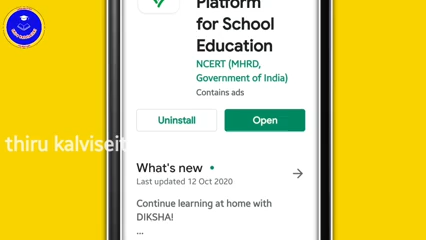 Platform
for School
Education
NCERT (MHRD,
Government of India)
Contains ads
Uninstall
Open
thiru kalviseit
What's new
Last updated 12 Oct 2020
Continue learning at home with
DIKSHA!
...